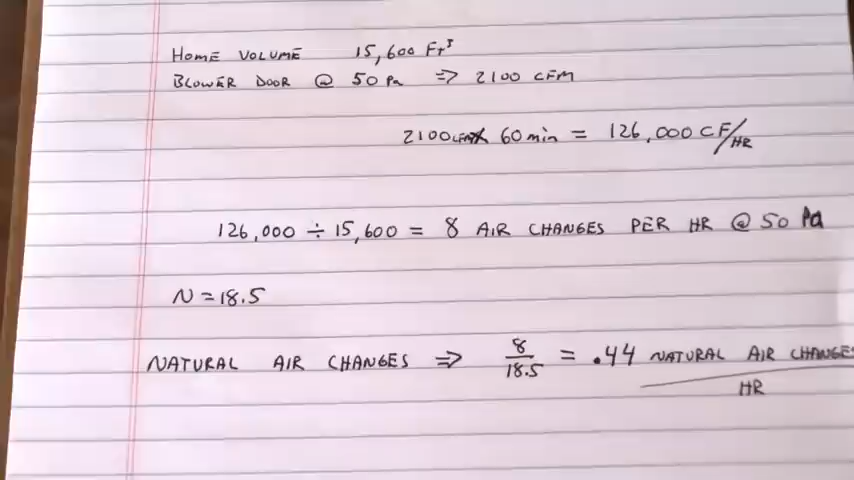 HOME VOLUME 15,600 FT³
BLOWER DOOR @ 50 Pa => 2100 CFM
2100 CFM X 60 min = 126,000 CF/HR
126,000 ÷ 15,600 = 8 AIR CHANGES PER HR @ 50 Pa
N = 18.5
NATURAL AIR CHANGES => 8/18.5 = .44 NATURAL AIR CHANGES/HR